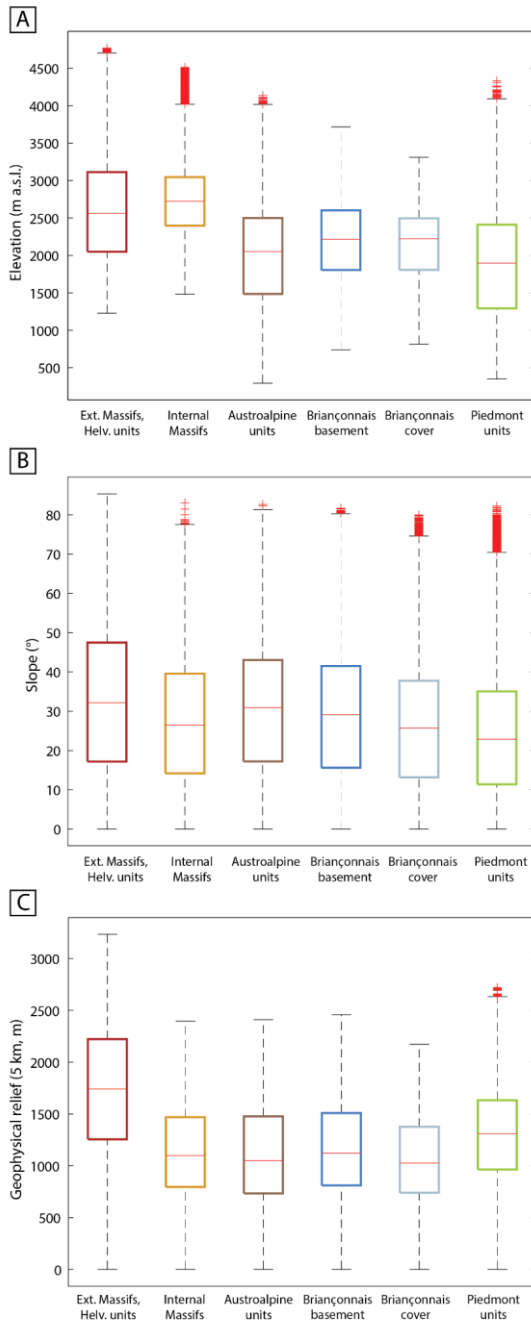 A
Elevation (m a.s.l.)
4500
4000
3500
3000
2500
2000
1500
1000
500
Ext. Massifs,
Helv. units
Internal
Massifs
Austroalpine
units
Briançonnais
basement
Briançonnais
cover
Piedmont
units
B
Slope (°)
80
70
60
50
40
30
20
10
0
Ext. Massifs,
Helv. units
Internal
Massifs
Austroalpine
units
Briançonnais
basement
Briançonnais
cover
Piedmont
units
C
Geophysical relief (5 km, m)
3000
2500
2000
1500
1000
500
0
Ext. Massifs,
Helv. units
Internal
Massifs
Austroalpine
units
Briançonnais
basement
Briançonnais
cover
Piedmont
units